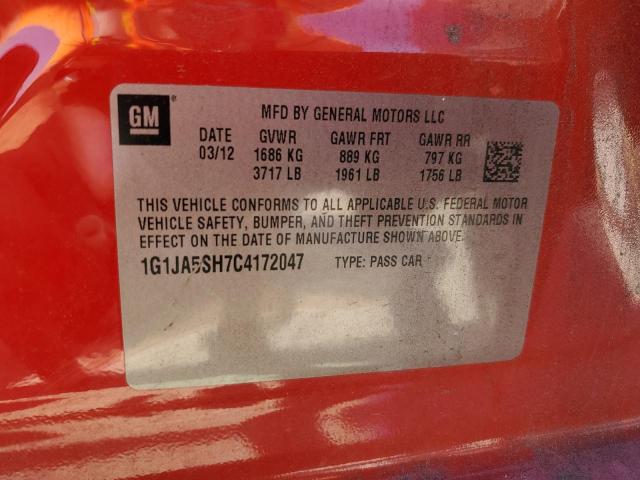 GM
MFD BY GENERAL MOTORS LLC
DATE GVWR GAWR FRT GAWR RR
03/12 1686 KG 889 KG 797 KG
3717 LB 1961 LB 1756 LB
THIS VEHICLE CONFORMS TO ALL APPLICABLE U.S. FEDERAL MOTOR
VEHICLE SAFETY, BUMPER, AND THEFT PREVENTION STANDARDS IN
EFFECT ON THE DATE OF MANUFACTURE SHOWN ABOVE.
1G1JA5SH7C4172047 TYPE: PASS CAR